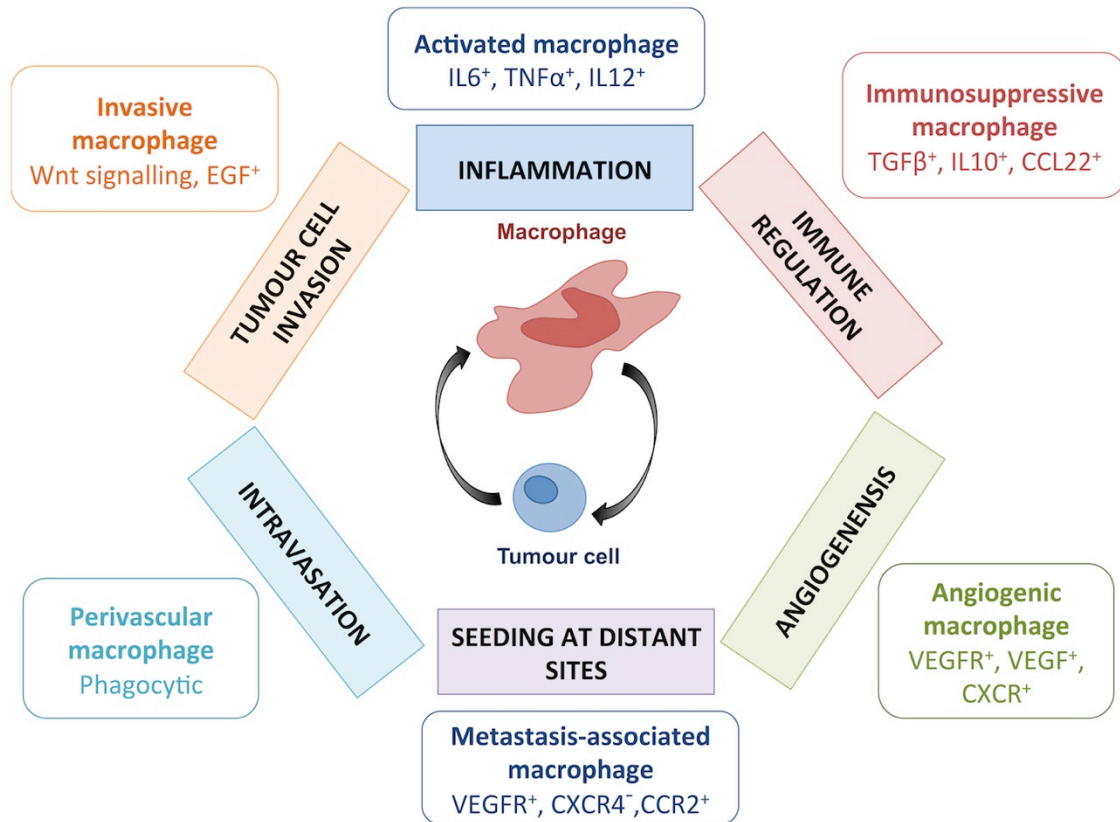 Activated macrophage
IL6⁺, TNFα⁺, IL12⁺
INFLAMMATION
Immunosuppressive
macrophage
TGFβ⁺, IL10⁺, CCL22⁺
IMMUNE
REGULATION
Angiogenic
macrophage
VEGFR⁺, VEGF⁺,
CXCR⁺
ANGIOGENENSIS
SEEDING AT DISTANT
SITES
Metastasis-associated
macrophage
VEGFR⁺, CXCR4⁻,CCR2⁺
Perivascular
macrophage
Phagocytic
INTRAVASATION
Invasive
macrophage
Wnt signalling, EGF⁺
TUMOUR CELL
INVASION
Macrophage
Tumour cell